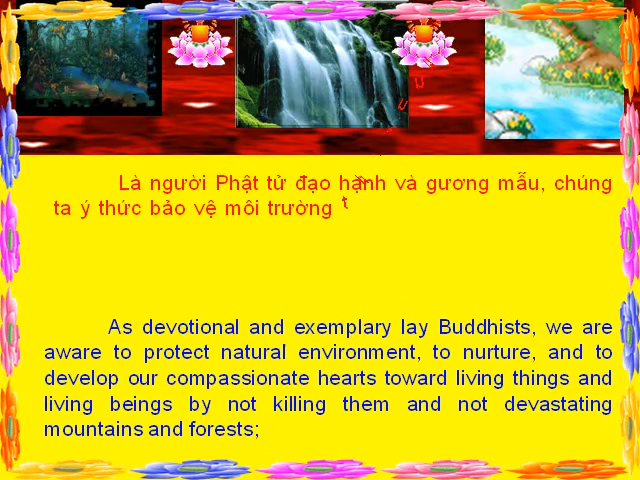 Là người Phật tử đạo hành và gương mẫu, chúng
ta ý thức bảo vệ môi trường
As devotional and exemplary lay Buddhists, we are
aware to protect natural environment, to nurture, and to
develop our compassionate hearts toward living things and
living beings by not killing them and not devastating
mountains and forests;